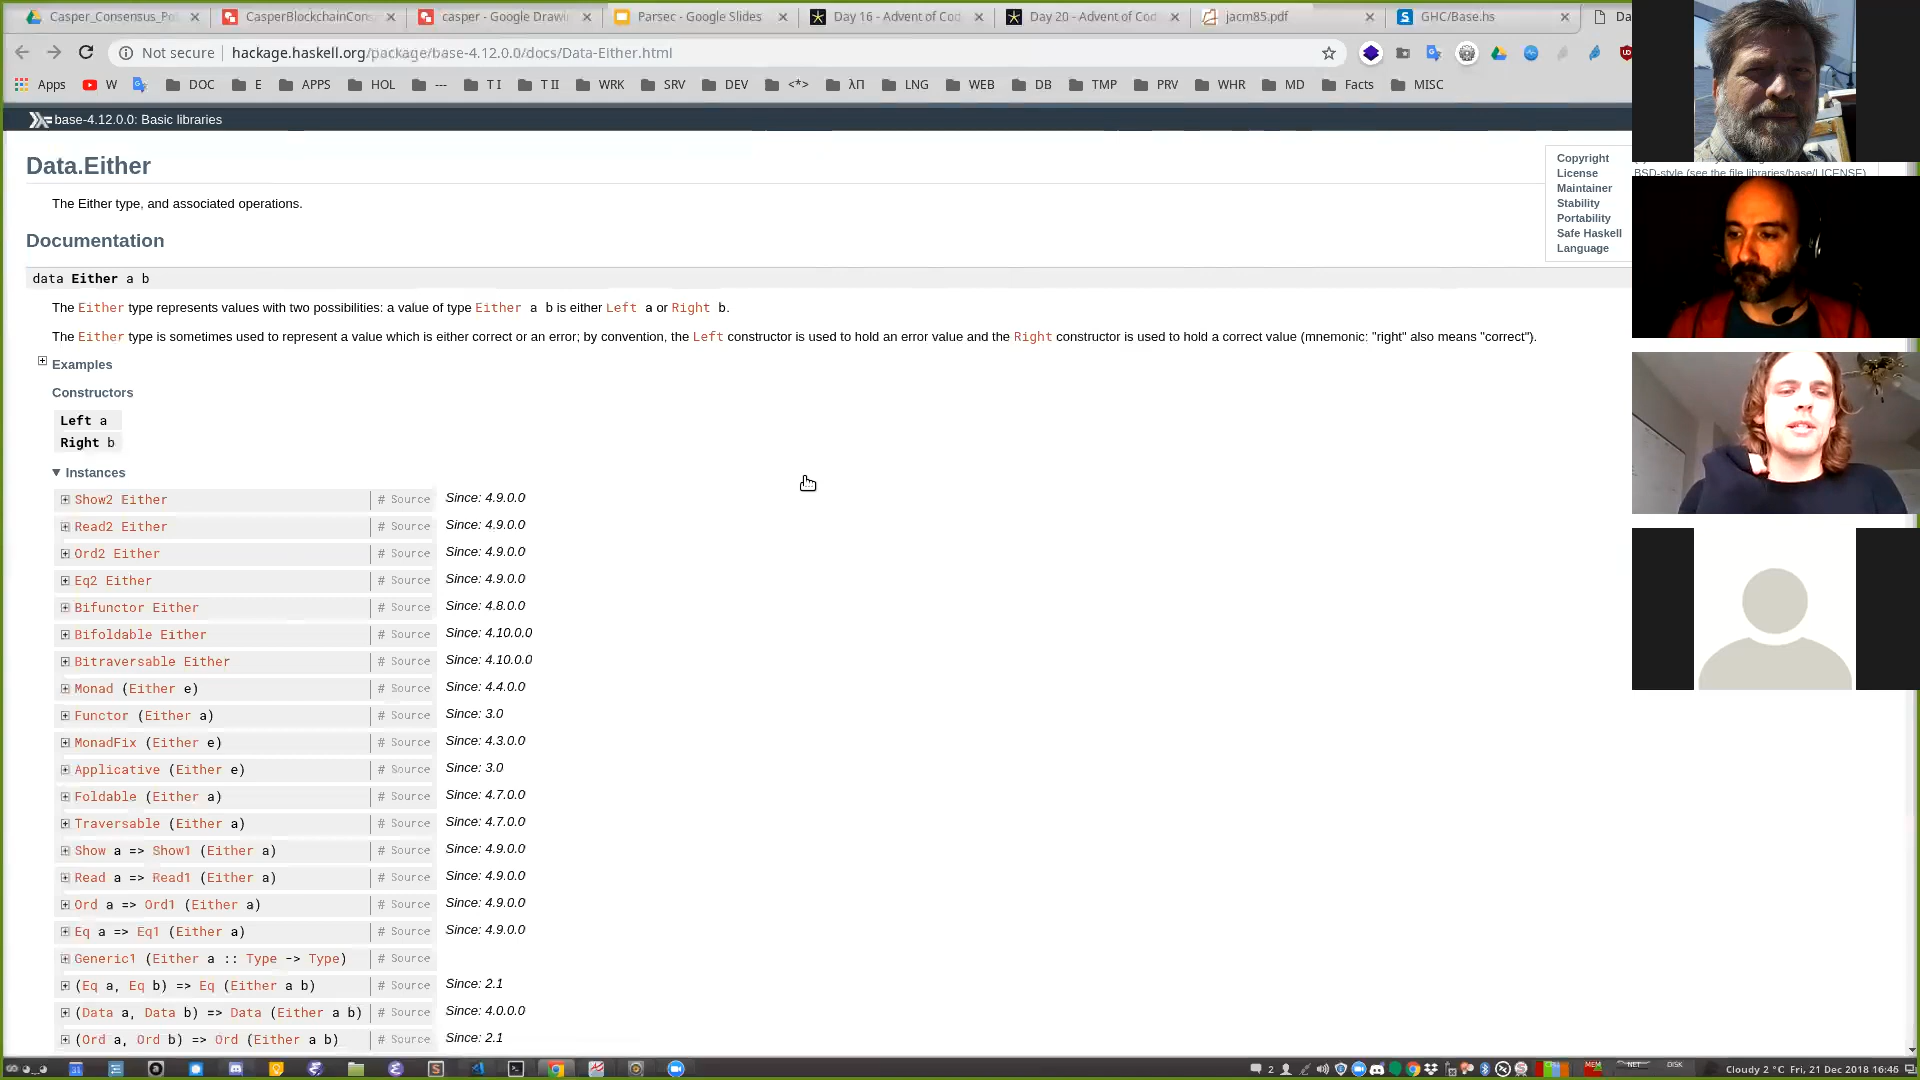 Casper_Consensus_Po
CasperBlockchainCons
casper - Google Drawi
Parsec - Google Slides
Day 16 - Advent of Cod
Day 20 - Advent of Cod
jacm85.pdf
GHC/Base.hs
Da
Not secure
hackage.haskell.org/package/base-4.12.0.0/docs/Data-Either.html
Apps
W
DOC
E
APPS
HOL
---
T I
T II
WRK
SRV
DEV
<*>
λΠ
LNG
WEB
DB
TMP
PRV
WHR
MD
Facts
MISC
base-4.12.0.0: Basic libraries
Data.Either
Copyright
License BSD-style (see the file libraries/base/LICENSE)
Maintainer
Stability
Portability
Safe Haskell
Language
The Either type, and associated operations.
Documentation
data Either a b
The Either type represents values with two possibilities: a value of type Either a b is either Left a or Right b.
The Either type is sometimes used to represent a value which is either correct or an error; by convention, the Left constructor is used to hold an error value and the Right constructor is used to hold a correct value (mnemonic: "right" also means "correct").
Examples
Constructors
Left a
Right b
Instances
Show2 Either # Source Since: 4.9.0.0
Read2 Either # Source Since: 4.9.0.0
Ord2 Either # Source Since: 4.9.0.0
Eq2 Either # Source Since: 4.9.0.0
Bifunctor Either # Source Since: 4.8.0.0
Bifoldable Either # Source Since: 4.10.0.0
Bitraversable Either # Source Since: 4.10.0.0
Monad (Either e) # Source Since: 4.4.0.0
Functor (Either a) # Source Since: 3.0
MonadFix (Either e) # Source Since: 4.3.0.0
Applicative (Either e) # Source Since: 3.0
Foldable (Either a) # Source Since: 4.7.0.0
Traversable (Either a) # Source Since: 4.7.0.0
Show a => Show1 (Either a) # Source Since: 4.9.0.0
Read a => Read1 (Either a) # Source Since: 4.9.0.0
Ord a => Ord1 (Either a) # Source Since: 4.9.0.0
Eq a => Eq1 (Either a) # Source Since: 4.9.0.0
Generic1 (Either a :: Type -> Type) # Source
(Eq a, Eq b) => Eq (Either a b) # Source Since: 2.1
(Data a, Data b) => Data (Either a b) # Source Since: 4.0.0.0
(Ord a, Ord b) => Ord (Either a b) # Source Since: 2.1
2
MEM
NET
DISK
Cloudy 2 °C Fri, 21 Dec 2018 16:46